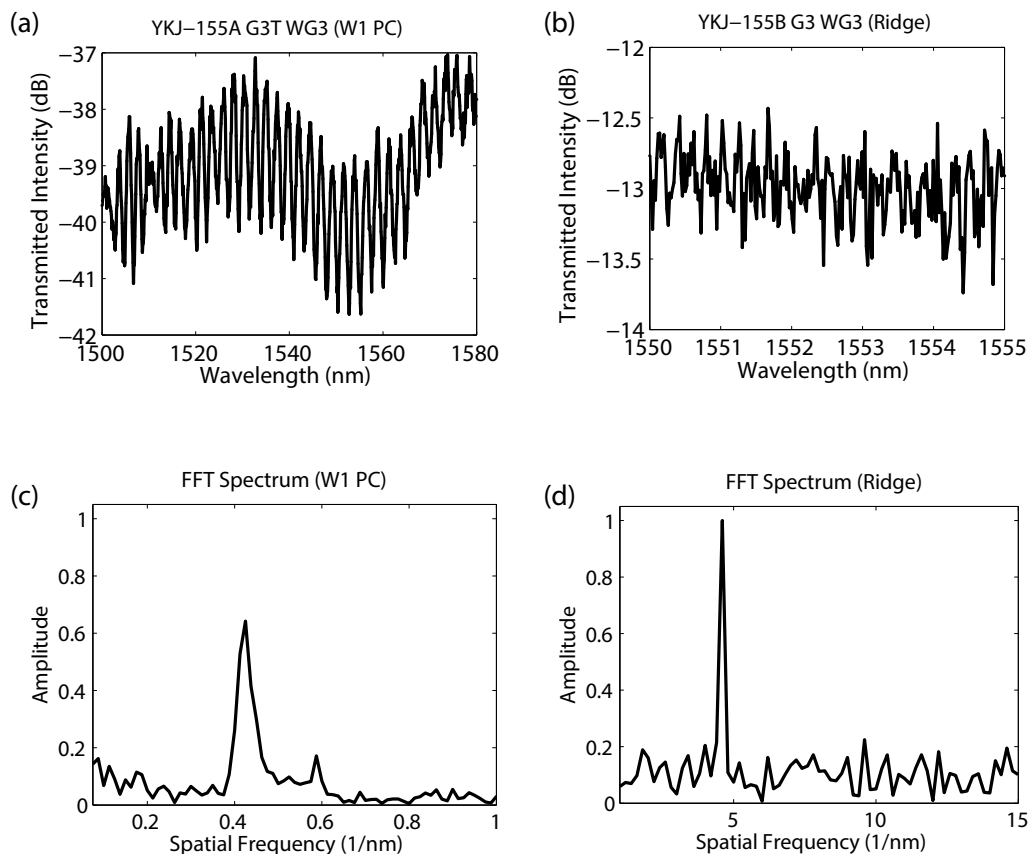 (a)
YKJ−155A G3T WG3 (W1 PC)
Transmitted Intensity (dB)
−37
−38
−39
−40
−41
−42
1500
1520
1540
1560
1580
Wavelength (nm)
(b)
YKJ−155B G3 WG3 (Ridge)
Transmitted Intensity (dB)
−12
−12.5
−13
−13.5
−14
1550
1551
1552
1553
1554
1555
Wavelength (nm)
(c)
FFT Spectrum (W1 PC)
Amplitude
1
0.8
0.6
0.4
0.2
0
0.2
0.4
0.6
0.8
1
Spatial Frequency (1/nm)
(d)
FFT Spectrum (Ridge)
Amplitude
1
0.8
0.6
0.4
0.2
0
5
10
15
Spatial Frequency (1/nm)